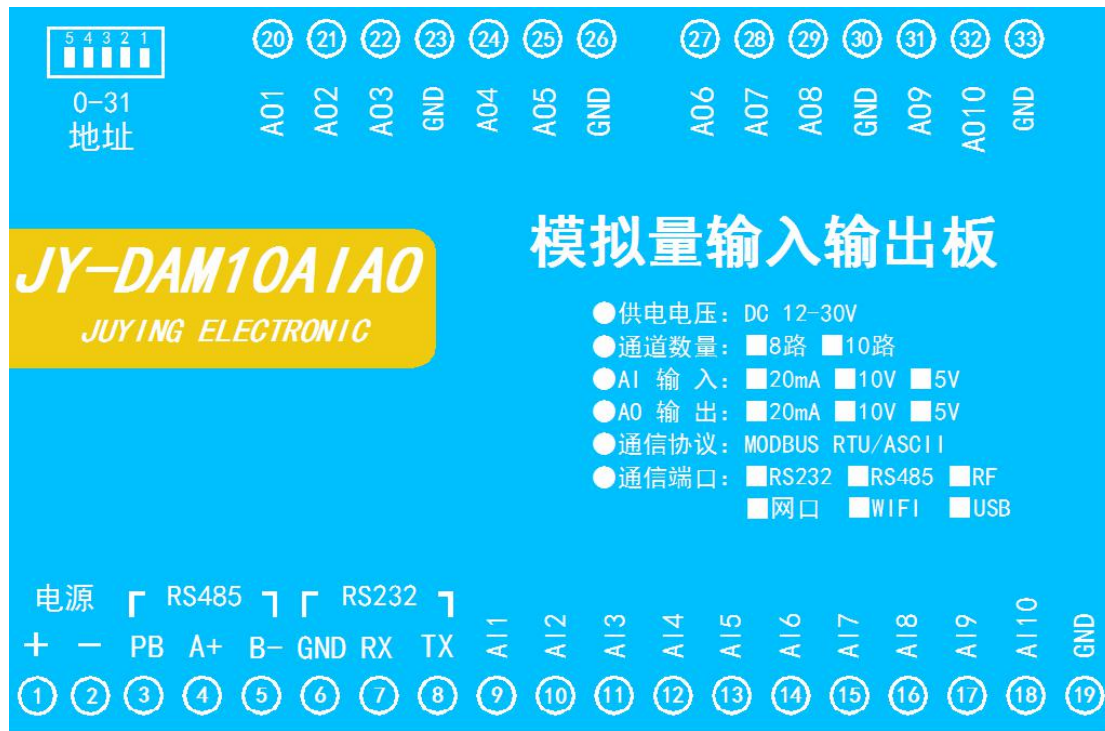 5 4 3 2 1
0-31
地址
20 21 22 23 24 25 26 27 28 29 30 31 32 33
AO1 AO2 AO3 GND AO4 AO5 GND AO6 AO7 AO8 GND AO9 AO10 GND
JY-DAM10AIAO
JUYING ELECTRONIC
模拟量输入输出板
●供电电压: DC 12-30V
●通道数量: ■8路 ■10路
●AI 输 入: ■20mA ■10V ■5V
●AO 输 出: ■20mA ■10V ■5V
●通信协议: MODBUS RTU/ASCII
●通信端口: ■RS232 ■RS485 ■RF
■网口 ■WIFI ■USB
电源 RS485 RS232
+ - PB A+ B- GND RX TX AI1 AI2 AI3 AI4 AI5 AI6 AI7 AI8 AI9 AI10 GND
1 2 3 4 5 6 7 8 9 10 11 12 13 14 15 16 17 18 19